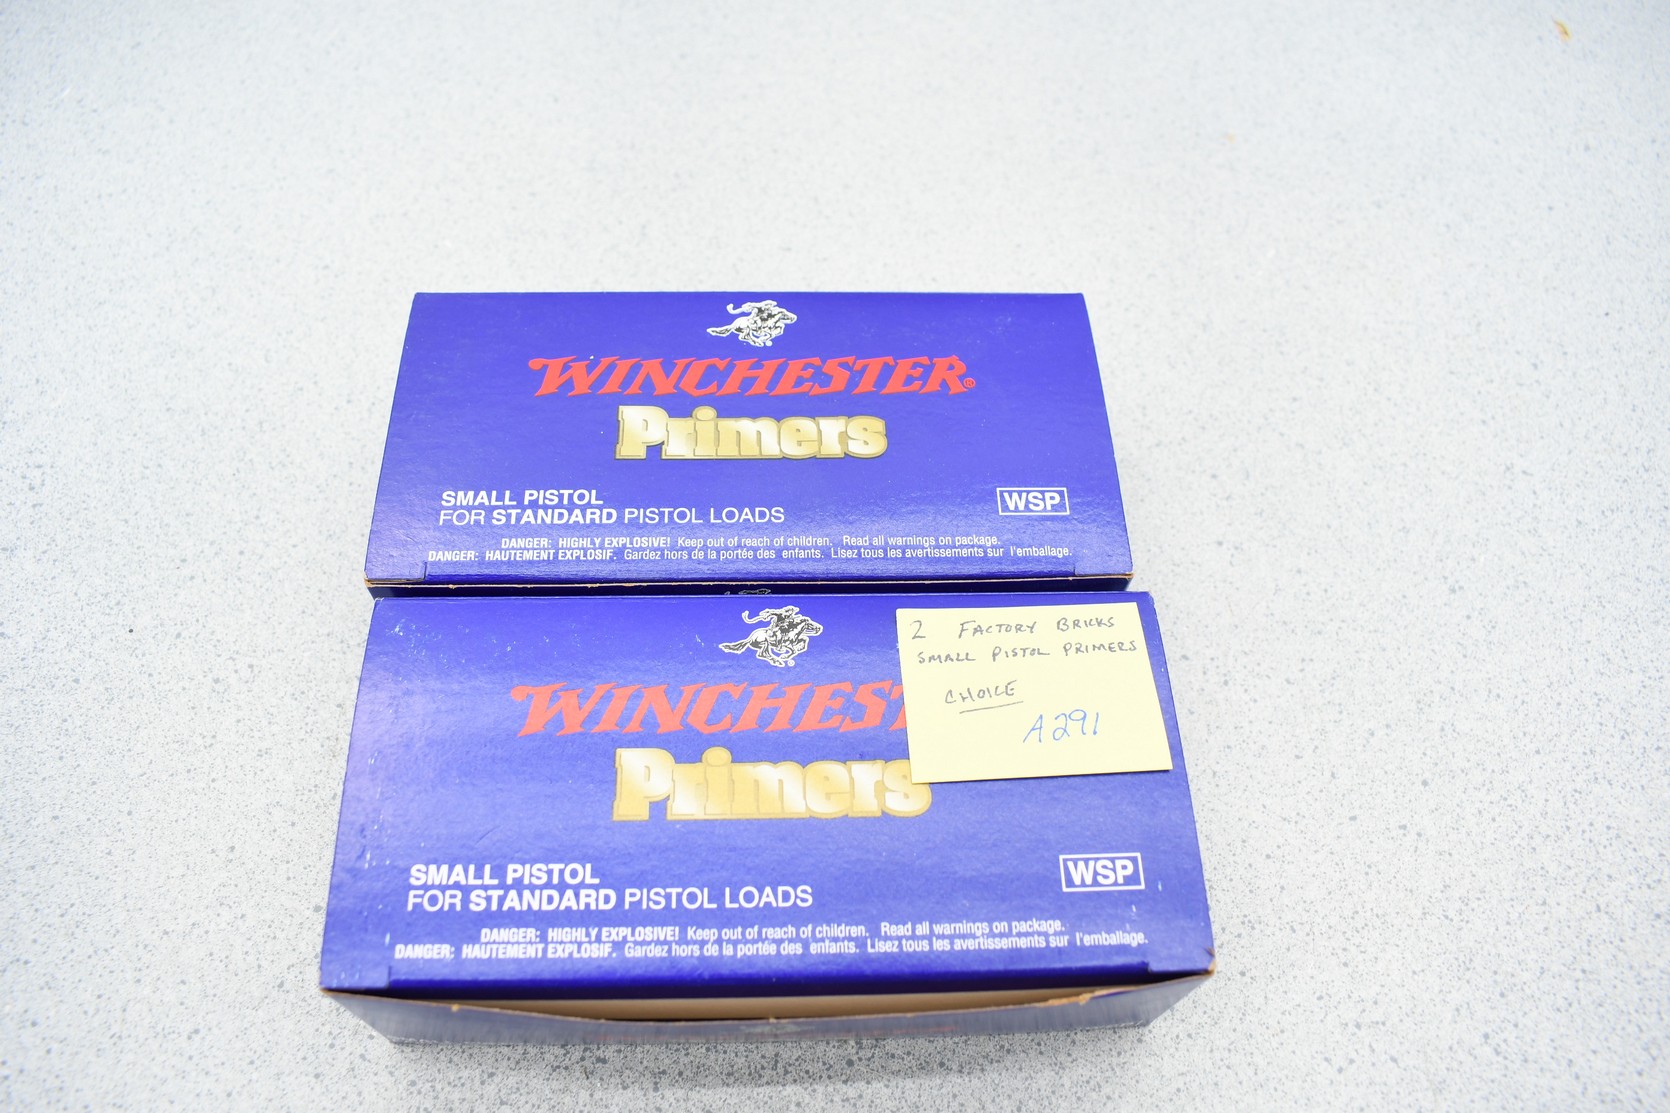 WINCHESTER®
Primers
SMALL PISTOL
FOR STANDARD PISTOL LOADS
WSP
DANGER: HIGHLY EXPLOSIVE! Keep out of reach of children. Read all warnings on package.
DANGER: HAUTEMENT EXPLOSIF. Gardez hors de la portée des enfants. Lisez tous les avertissements sur l'emballage.
WINCHEST
Primers
2 FACTORY BRICKS
SMALL PISTOL PRIMERS
CHOICE
A291
SMALL PISTOL
FOR STANDARD PISTOL LOADS
WSP
DANGER: HIGHLY EXPLOSIVE! Keep out of reach of children. Read all warnings on package.
DANGER: HAUTEMENT EXPLOSIF. Gardez hors de la portée des enfants. Lisez tous les avertissements sur l'emballage.